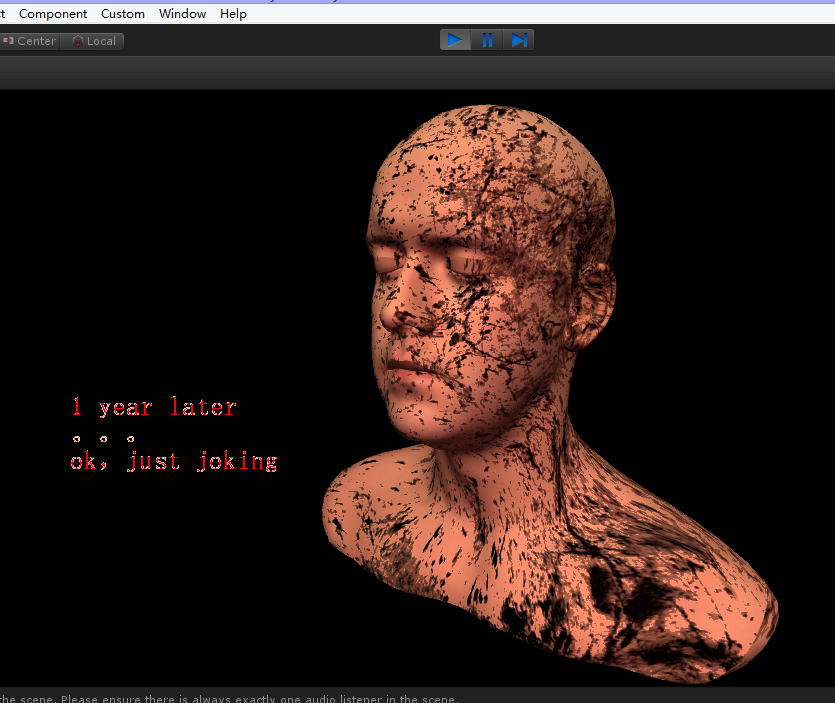 Component Custom Window Help
Center Local
1 year later
。。。
ok, just joking
the scene. Please ensure there is always exactly one audio listener in the scene.